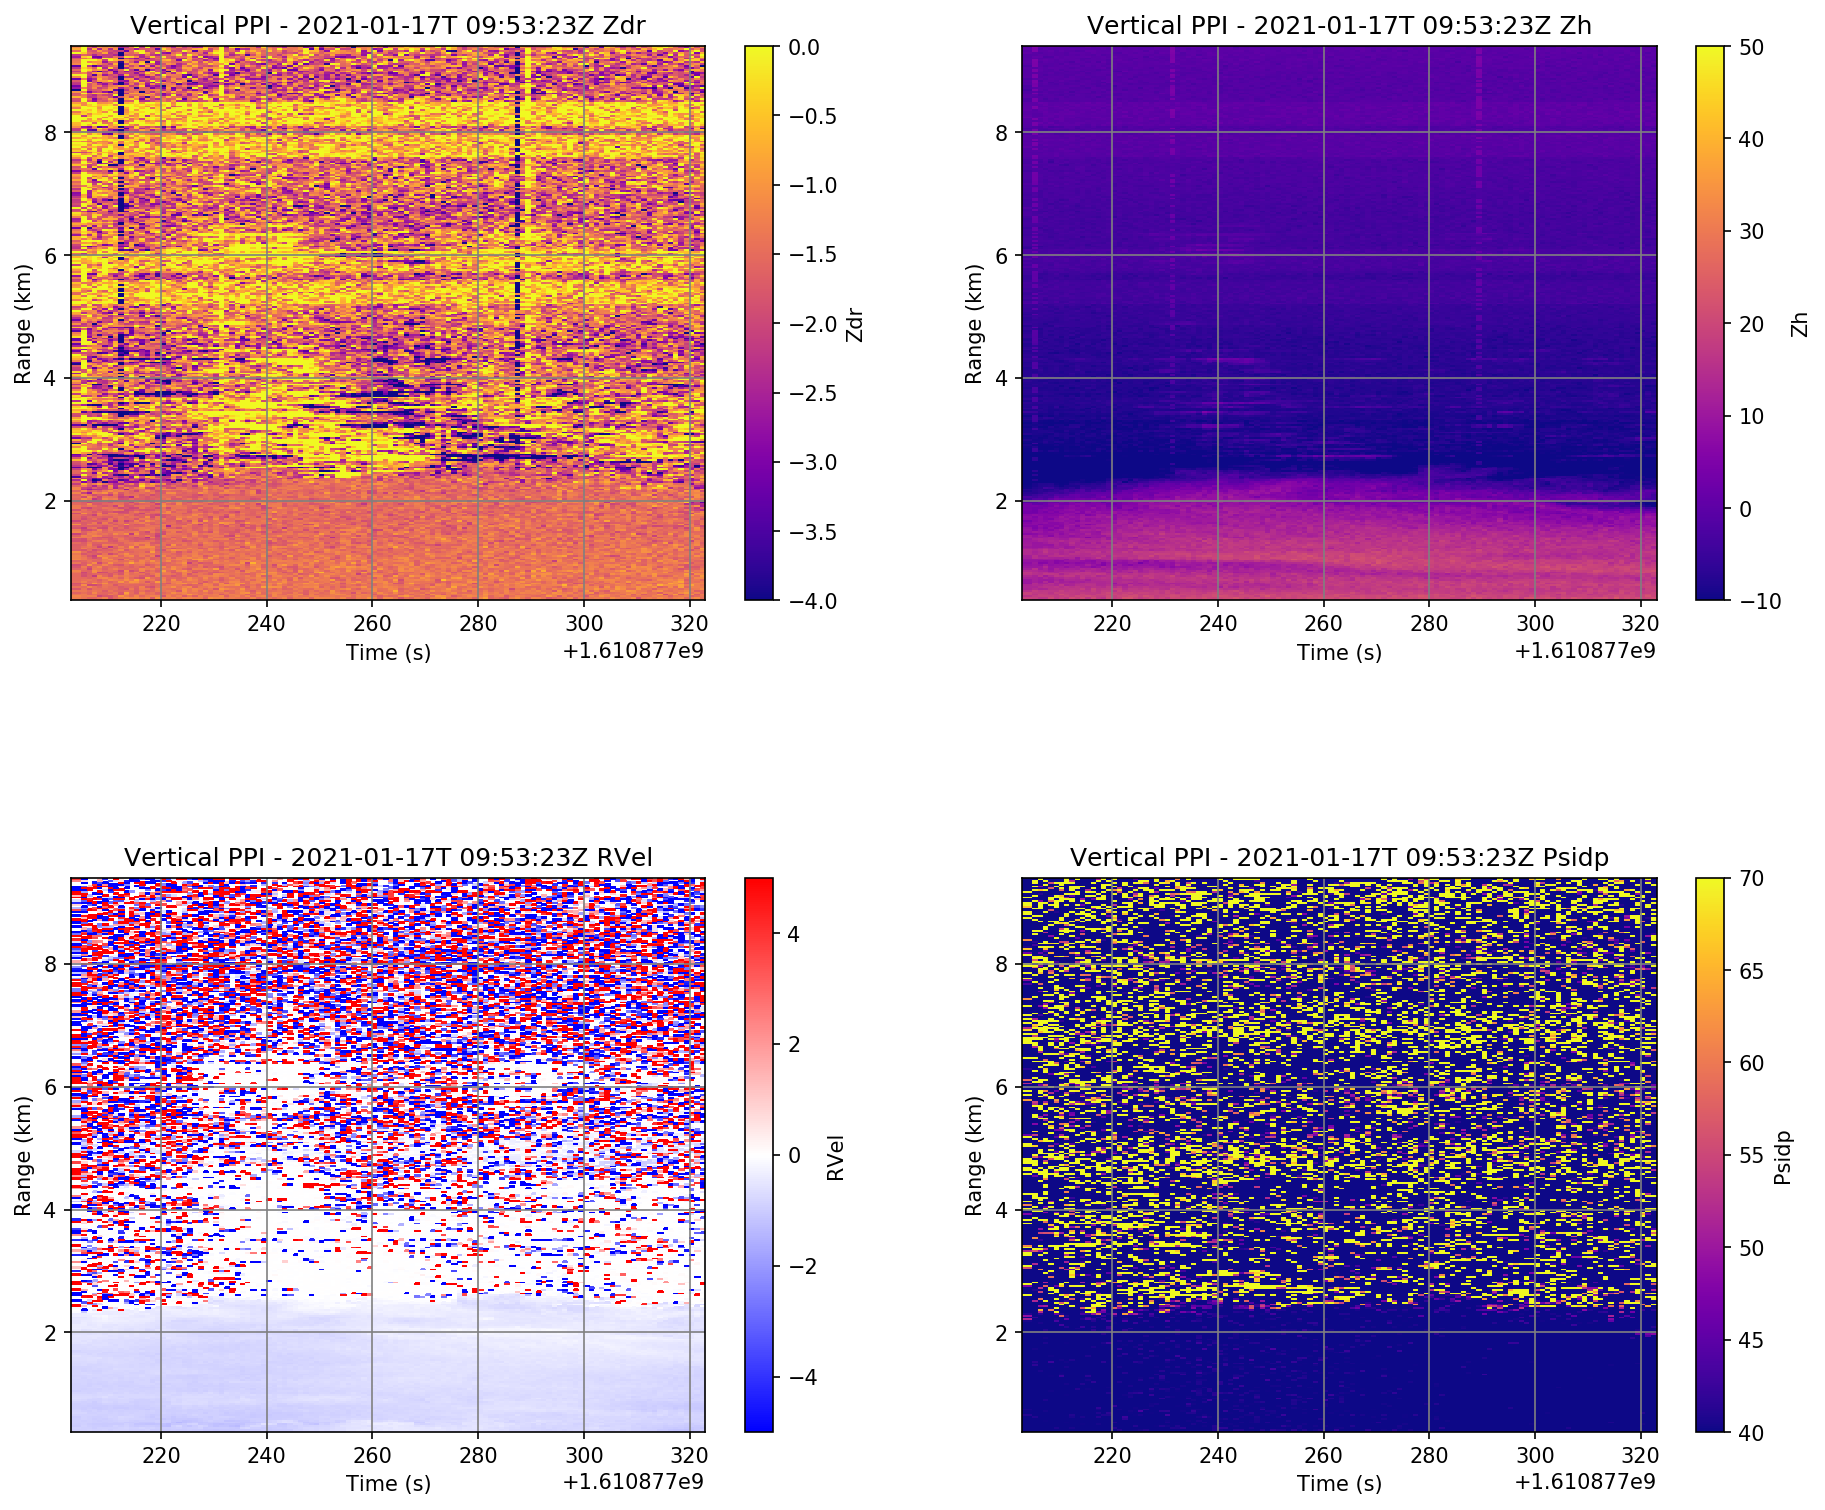 Vertical PPI - 2021-01-17T 09:53:23Z Zdr
8
6
4
2
Range (km)
220 240 260 280 300 320
Time (s)
+1.610877e9
0.0
−0.5
−1.0
−1.5
−2.0
−2.5
−3.0
−3.5
−4.0
Zdr
Vertical PPI - 2021-01-17T 09:53:23Z Zh
8
6
4
2
Range (km)
220 240 260 280 300 320
Time (s)
+1.610877e9
50
40
30
20
10
0
−10
Zh
Vertical PPI - 2021-01-17T 09:53:23Z RVel
8
6
4
2
Range (km)
220 240 260 280 300 320
Time (s)
+1.610877e9
4
2
0
−2
−4
RVel
Vertical PPI - 2021-01-17T 09:53:23Z Psidp
8
6
4
2
Range (km)
220 240 260 280 300 320
Time (s)
+1.610877e9
70
65
60
55
50
45
40
Psidp